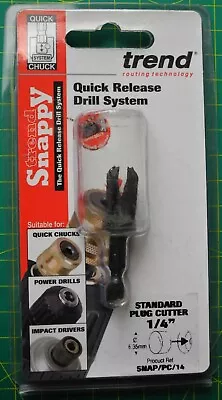 QUICK
SYSTEM
CHUCK
trend
routing technology
trend
Snappy
The Quick Release Drill System
Quick Release
Drill System
Suitable for:
QUICK CHUCKS
POWER DRILLS
IMPACT DRIVERS
STANDARD
PLUG CUTTER
1/4"
Ø
6.35mm
Product Ref
SNAP/PC/14